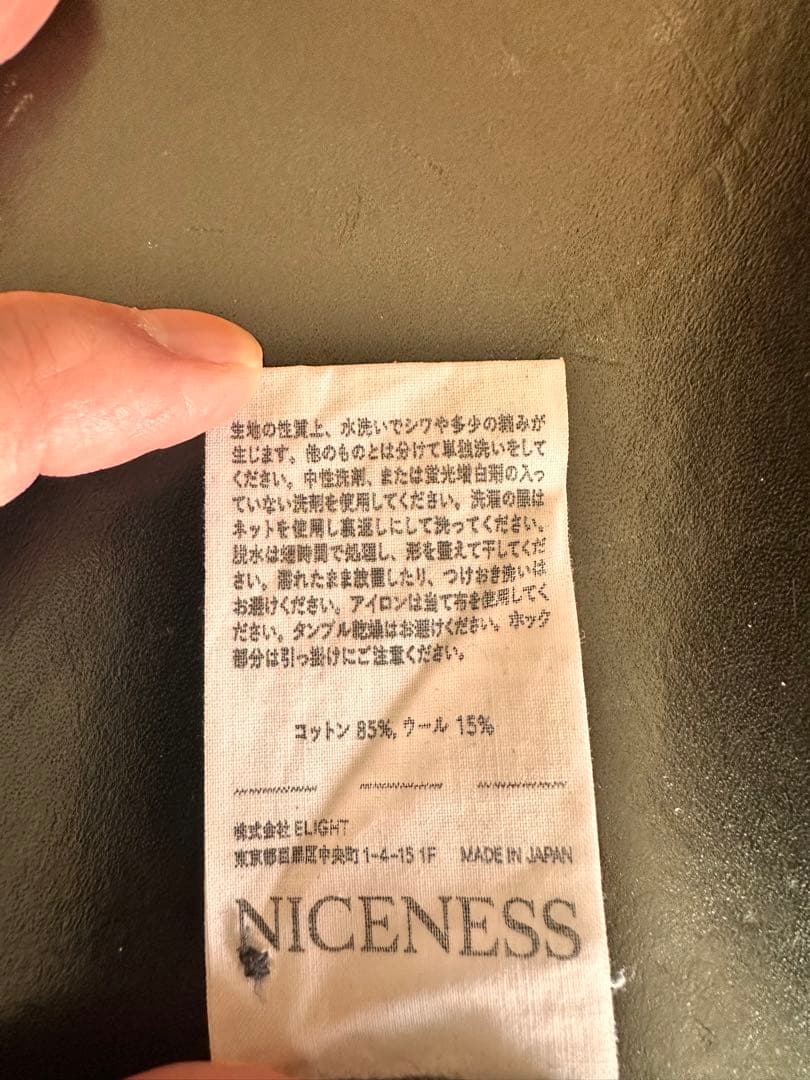 生地の性質上、水洗いでシワや多少の縮みが
生じます。他のものとは分けて単独洗いをして
ください。中性洗剤、または蛍光増白剤の入っ
ていない洗剤を使用してください。洗濯の際は
ネットを使用し裏返しにして洗ってください。
脱水は短時間で処理し、形を整えて干してくだ
さい。濡れたまま放置したり、つけおき洗いは
お避けください。アイロンは当て布を使用してく
ださい。タンブル乾燥はお避けください。ホック
部分は引っ掛けにご注意ください。
コットン 85%, ウール 15%
株式会社 ELIGHT
東京都目黒区中央町1-4-15 1F MADE IN JAPAN
NICENESS